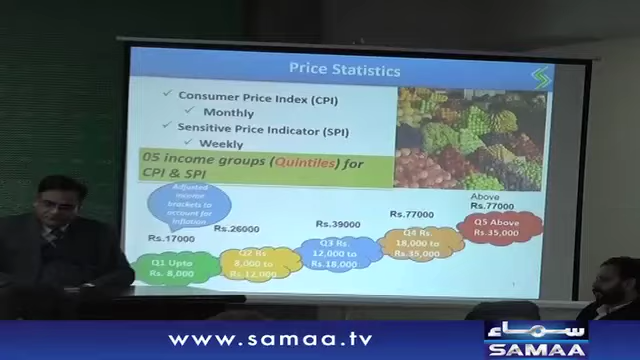 Price Statistics
✓ Consumer Price Index (CPI)
✓ Monthly
✓ Sensitive Price Indicator (SPI)
✓ Weekly
05 income groups (Quintiles) for
CPI & SPI
Adjusted
income
brackets to
account for
inflation
Rs.17000
Rs.26000
Rs.39000
Rs.77000
Above
Rs.77000
Q1 Upto
Rs. 8,000
Q2 Rs
8,000 to
Rs.12,000
Q3 Rs.
12,000 to
Rs.18,000
Q4 Rs.
18,000 to
Rs.35,000
Q5 Above
Rs.35,000
www.samaa.tv
سماء
SAMAA